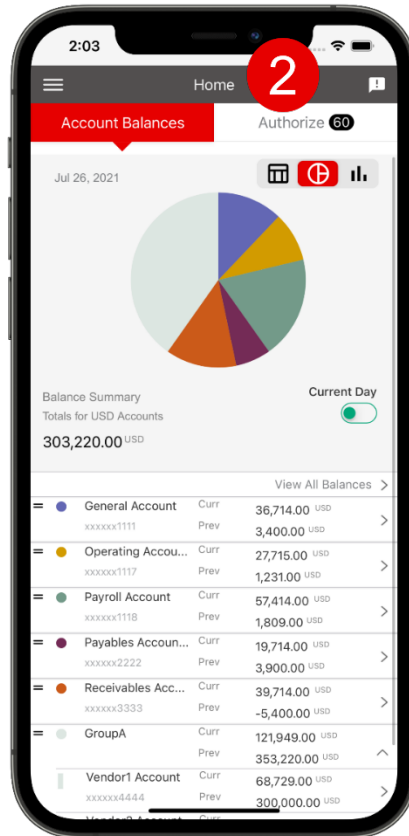 2:03
2
Home
Account Balances
Authorize 60
Jul 26, 2021
Balance Summary
Current Day
Totals for USD Accounts
303,220.00 USD
View All Balances
General Account Curr 36,714.00 USD
xxxxxx1111 Prev 3,400.00 USD
Operating Accou... Curr 27,715.00 USD
xxxxxx1117 Prev 1,231.00 USD
Payroll Account Curr 57,414.00 USD
xxxxxx1118 Prev 1,809.00 USD
Payables Accoun... Curr 19,714.00 USD
xxxxxx2222 Prev 3,900.00 USD
Receivables Acc... Curr 39,714.00 USD
xxxxxx3333 Prev -5,400.00 USD
GroupA Curr 121,949.00 USD
Prev 353,220.00 USD
Vendor1 Account Curr 68,729.00 USD
xxxxxx4444 Prev 300,000.00 USD